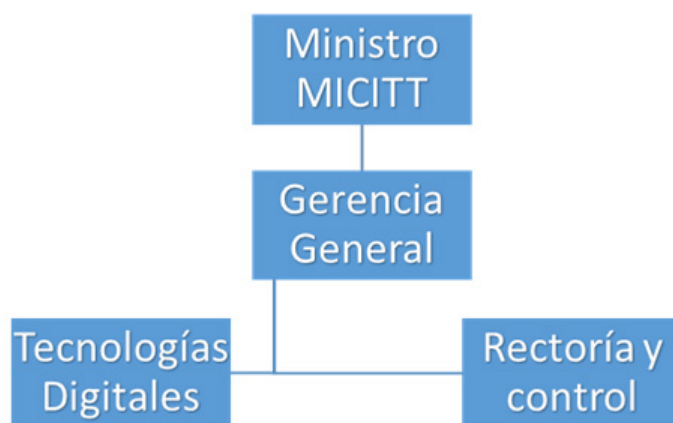 Ministro
MICITT
Gerencia
General
Tecnologías
Digitales
Rectoría y
control